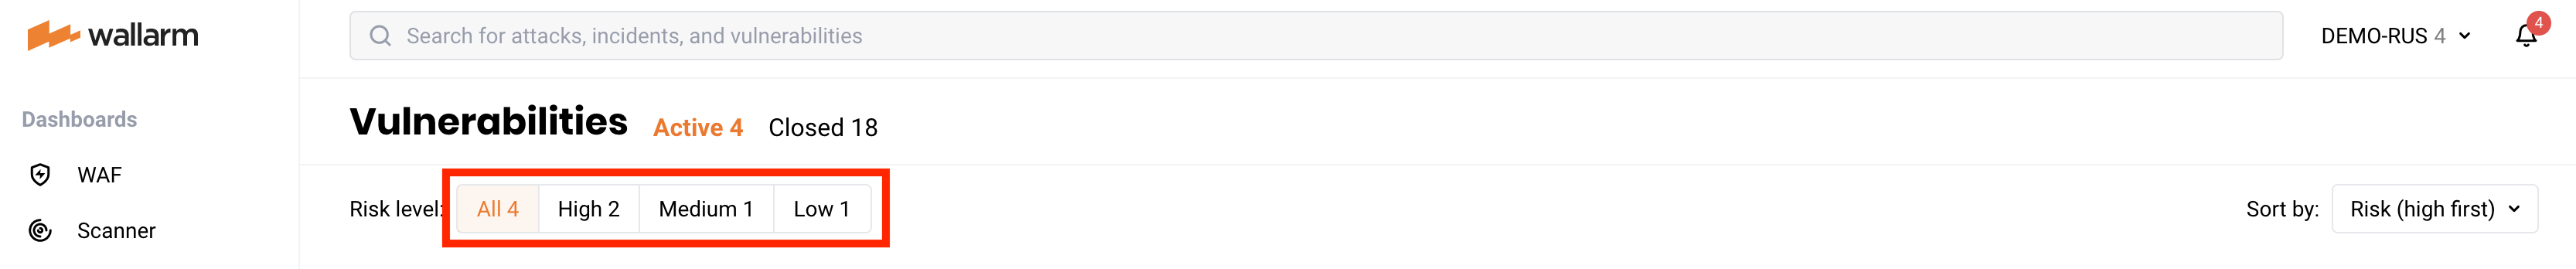 wallarm
Search for attacks, incidents, and vulnerabilities
DEMO-RUS 4
4
Dashboards
WAF
Scanner
Vulnerabilities Active 4 Closed 18
Risk level: All 4 High 2 Medium 1 Low 1
Sort by: Risk (high first)